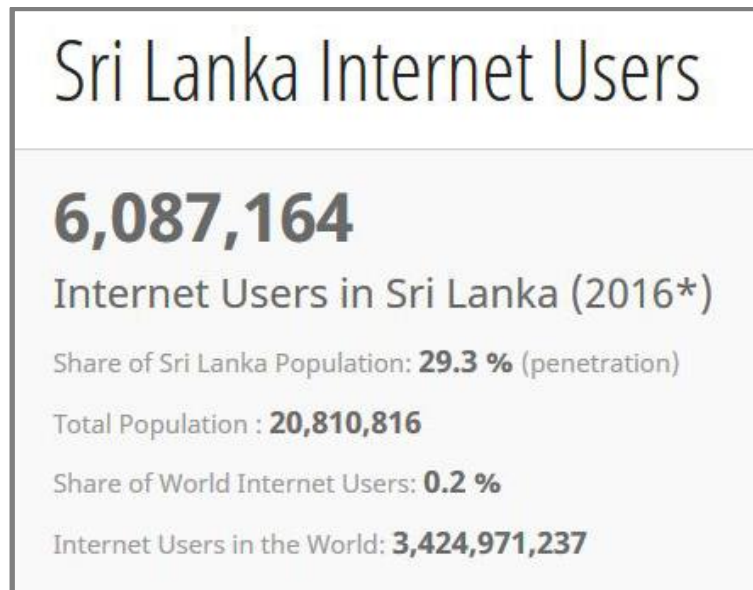 Sri Lanka Internet Users
6,087,164
Internet Users in Sri Lanka (2016*)
Share of Sri Lanka Population: 29.3 % (penetration)
Total Population : 20,810,816
Share of World Internet Users: 0.2 %
Internet Users in the World: 3,424,971,237